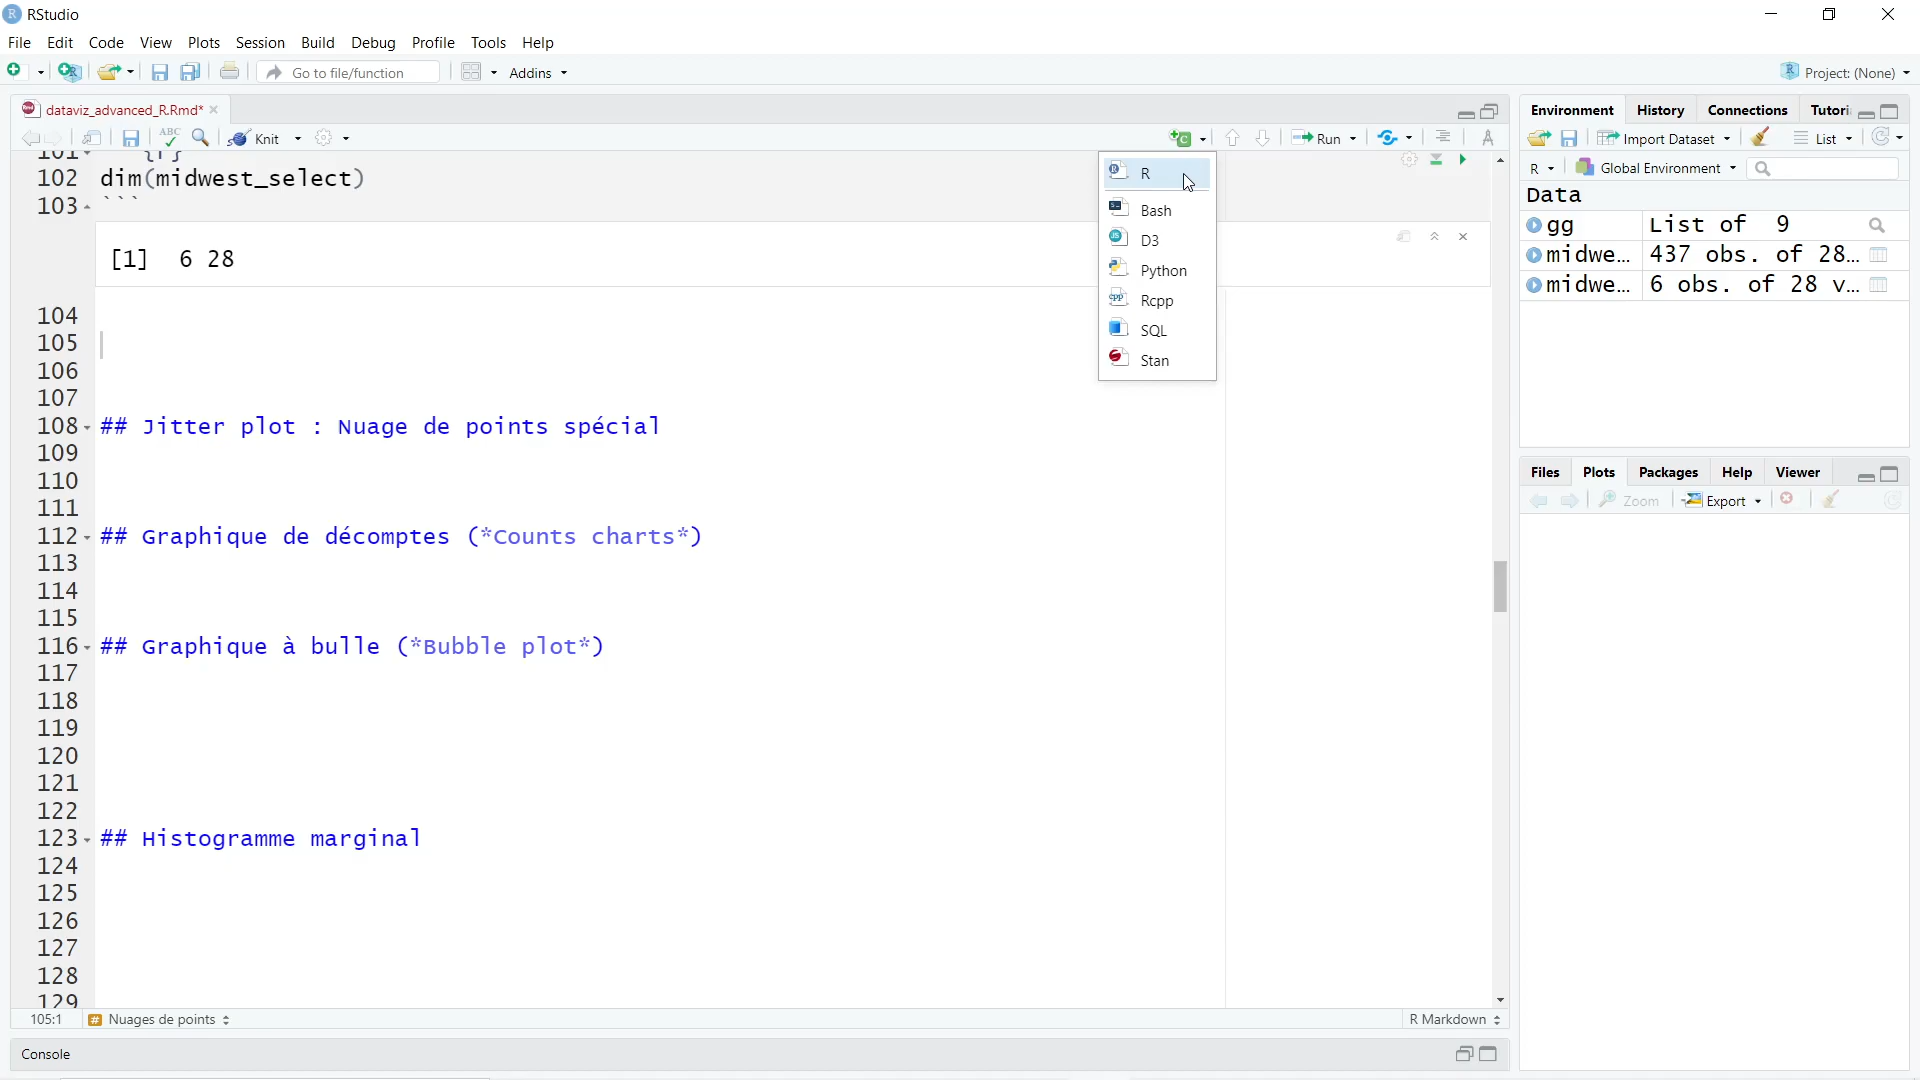 RStudio
File Edit Code View Plots Session Build Debug Profile Tools Help
Go to file/function Addins Project: (None)
dataviz_advanced_R.Rmd*
ABC Knit Run
101 ```{r}
102 dim(midwest_select)
103 ```
[1] 6 28
104
105
106
107
108 ## Jitter plot : Nuage de points spécial
109
110
111
112 ## Graphique de décomptes (*Counts charts*)
113
114
115
116 ## Graphique à bulle (*Bubble plot*)
117
118
119
120
121
122
123 ## Histogramme marginal
124
125
126
127
128
129
R
Bash
D3
Python
Rcpp
SQL
Stan
105:1 Nuages de points R Markdown
Console
Environment History Connections Tutori
Import Dataset List
R Global Environment
Data
gg List of 9
midwe... 437 obs. of 28...
midwe... 6 obs. of 28 v...
Files Plots Packages Help Viewer
Zoom Export